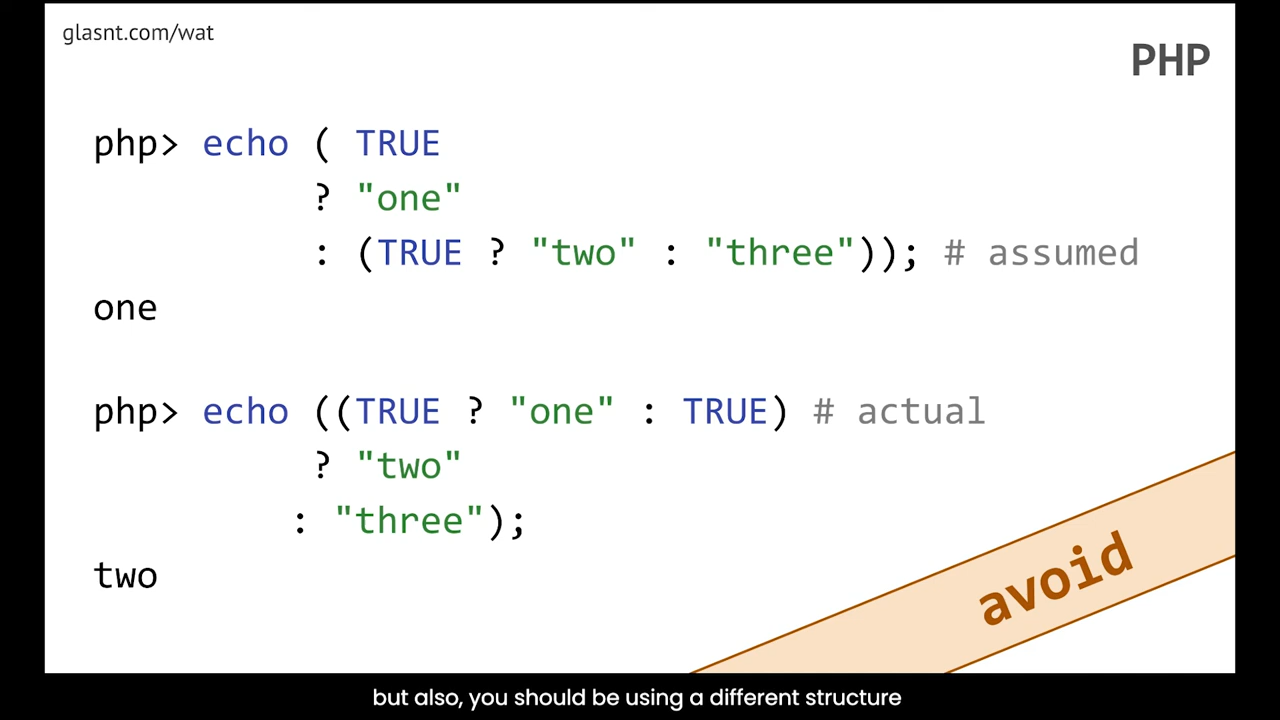 glasnt.com/wat
PHP
php> echo ( TRUE
? "one"
: (TRUE ? "two" : "three")); # assumed
one
php> echo ((TRUE ? "one" : TRUE) # actual
? "two"
: "three");
two
avoid
but also, you should be using a different structure